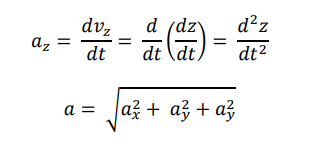 a_z = dv_z/dt = d/dt (dz/dt) = d²z/dt²
a = √(a_x² + a_y² + a_y²)